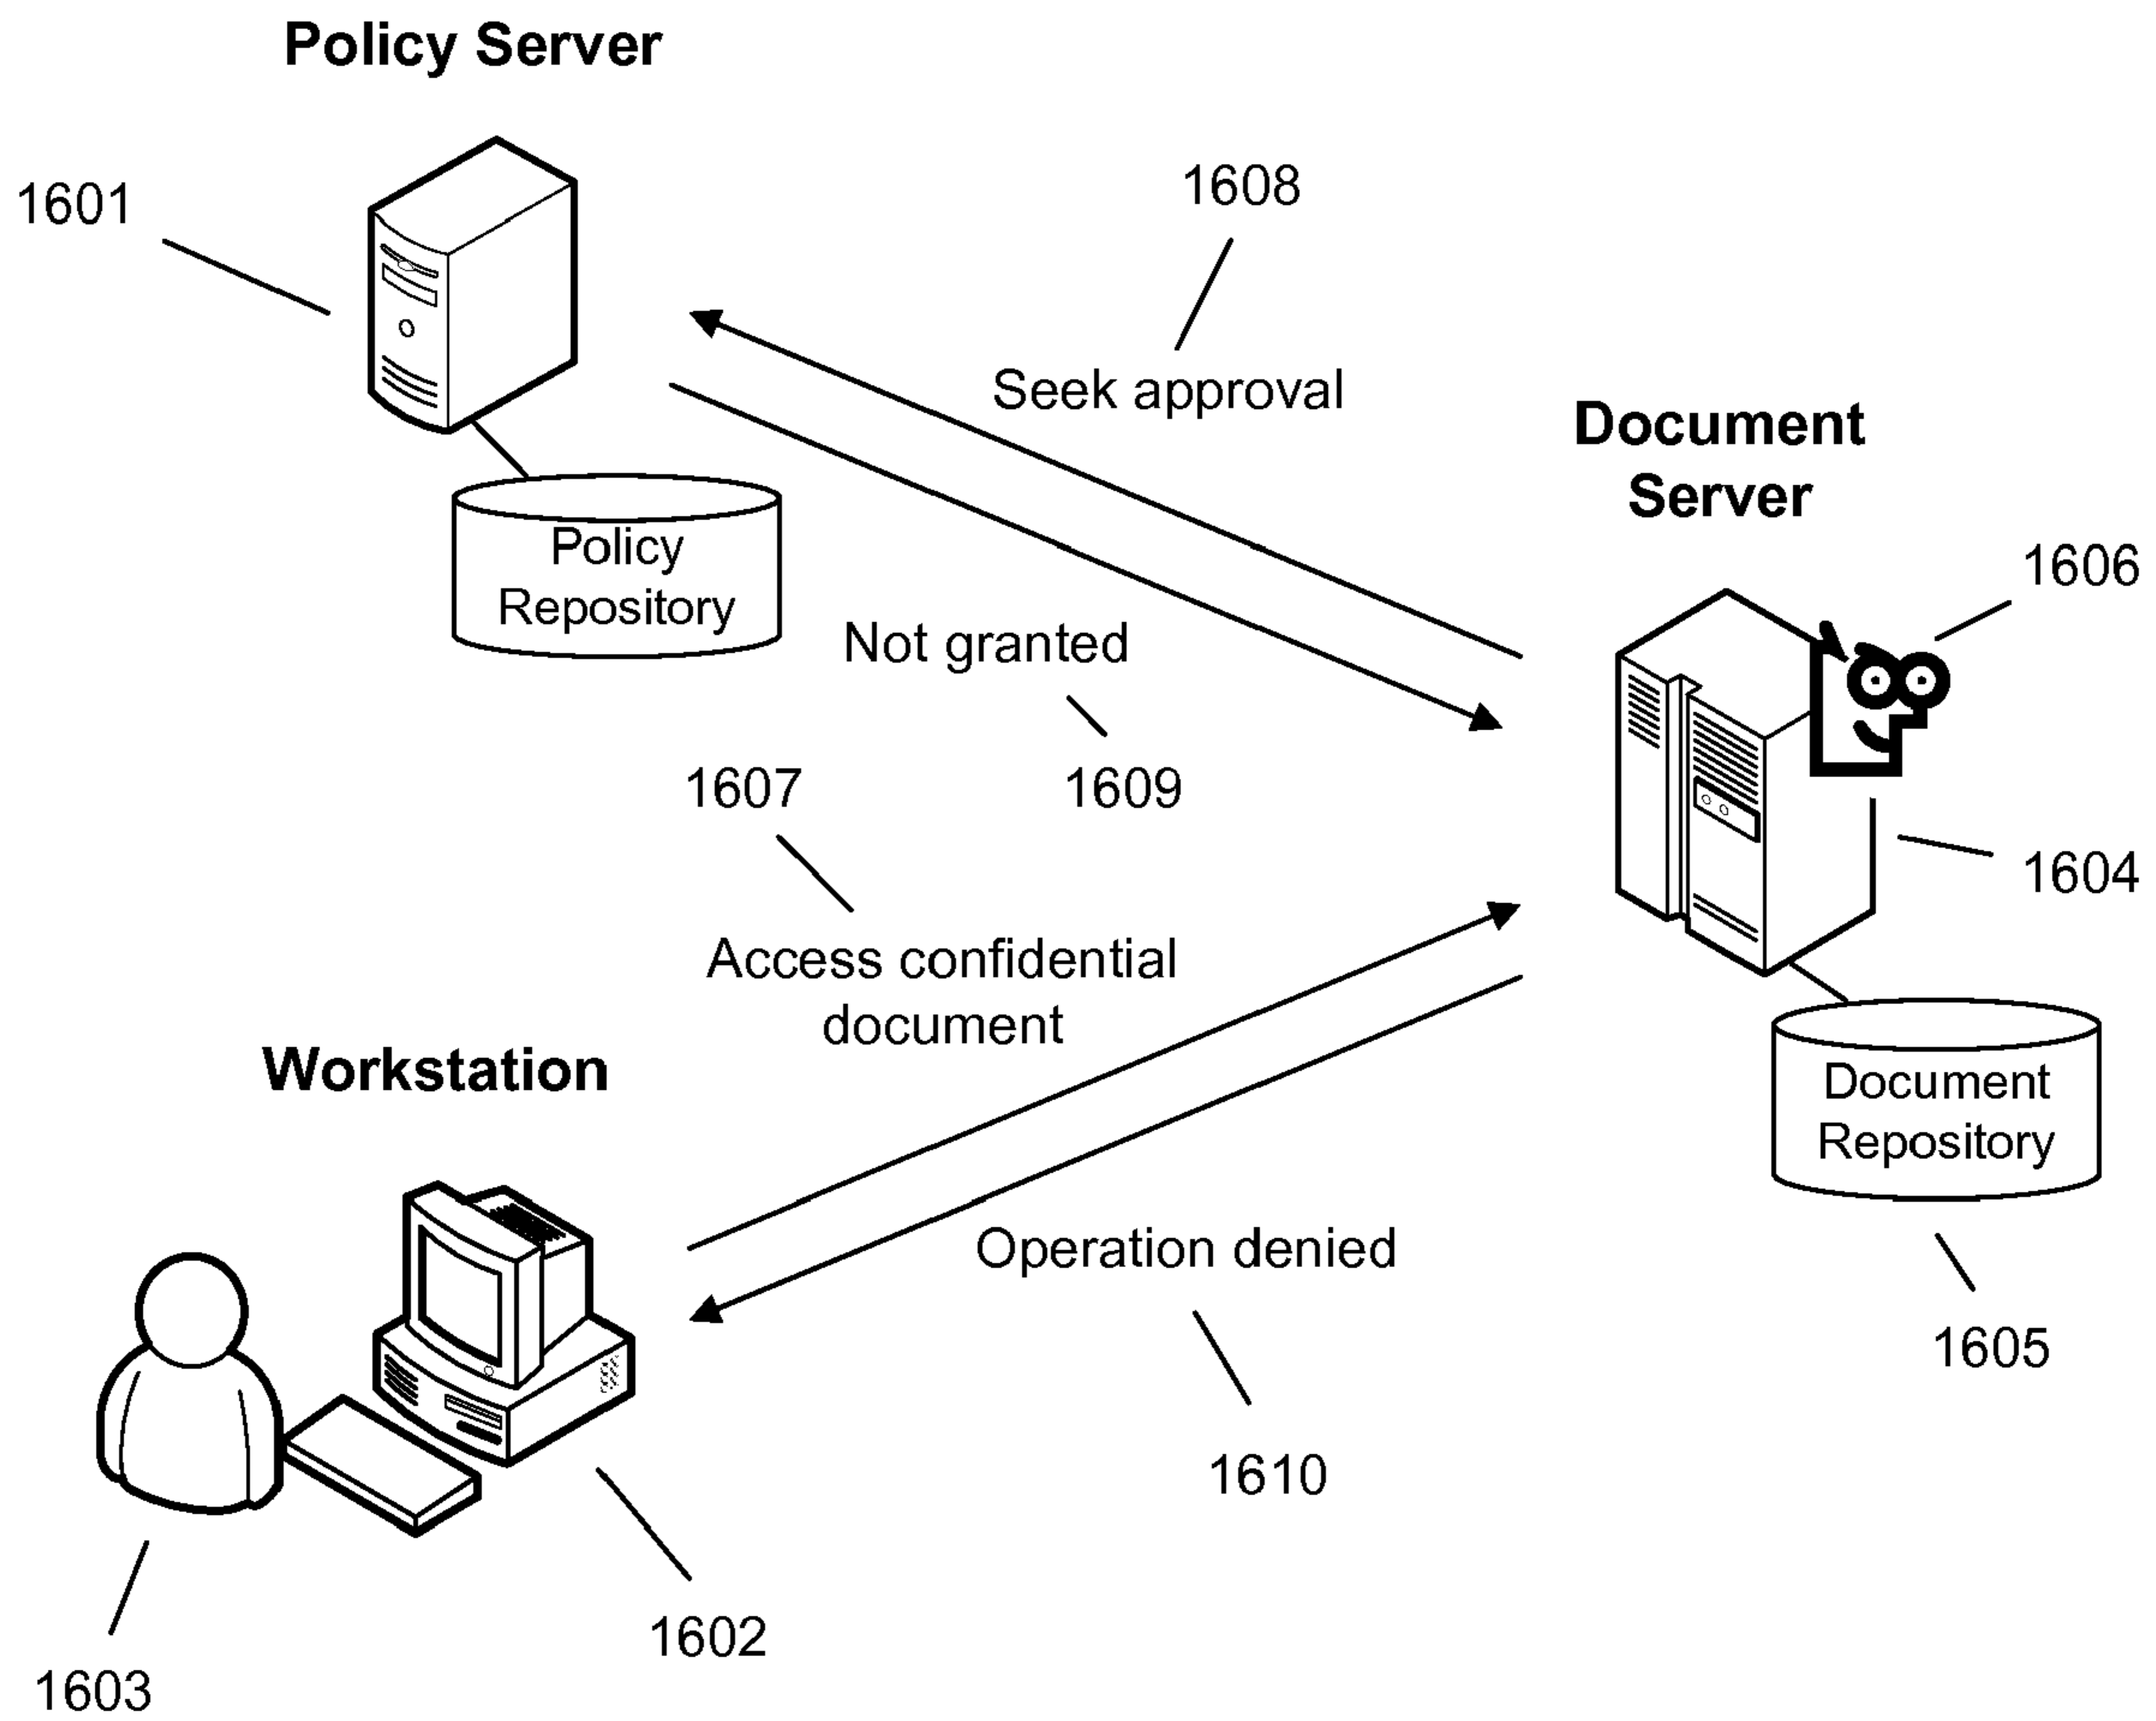 Policy Server
1601
1608
Seek approval
Document
Server
1606
Policy
Repository
Not granted
1607
1609
1604
Access confidential
document
Workstation
Document
Repository
Operation denied
1605
1610
1602
1603